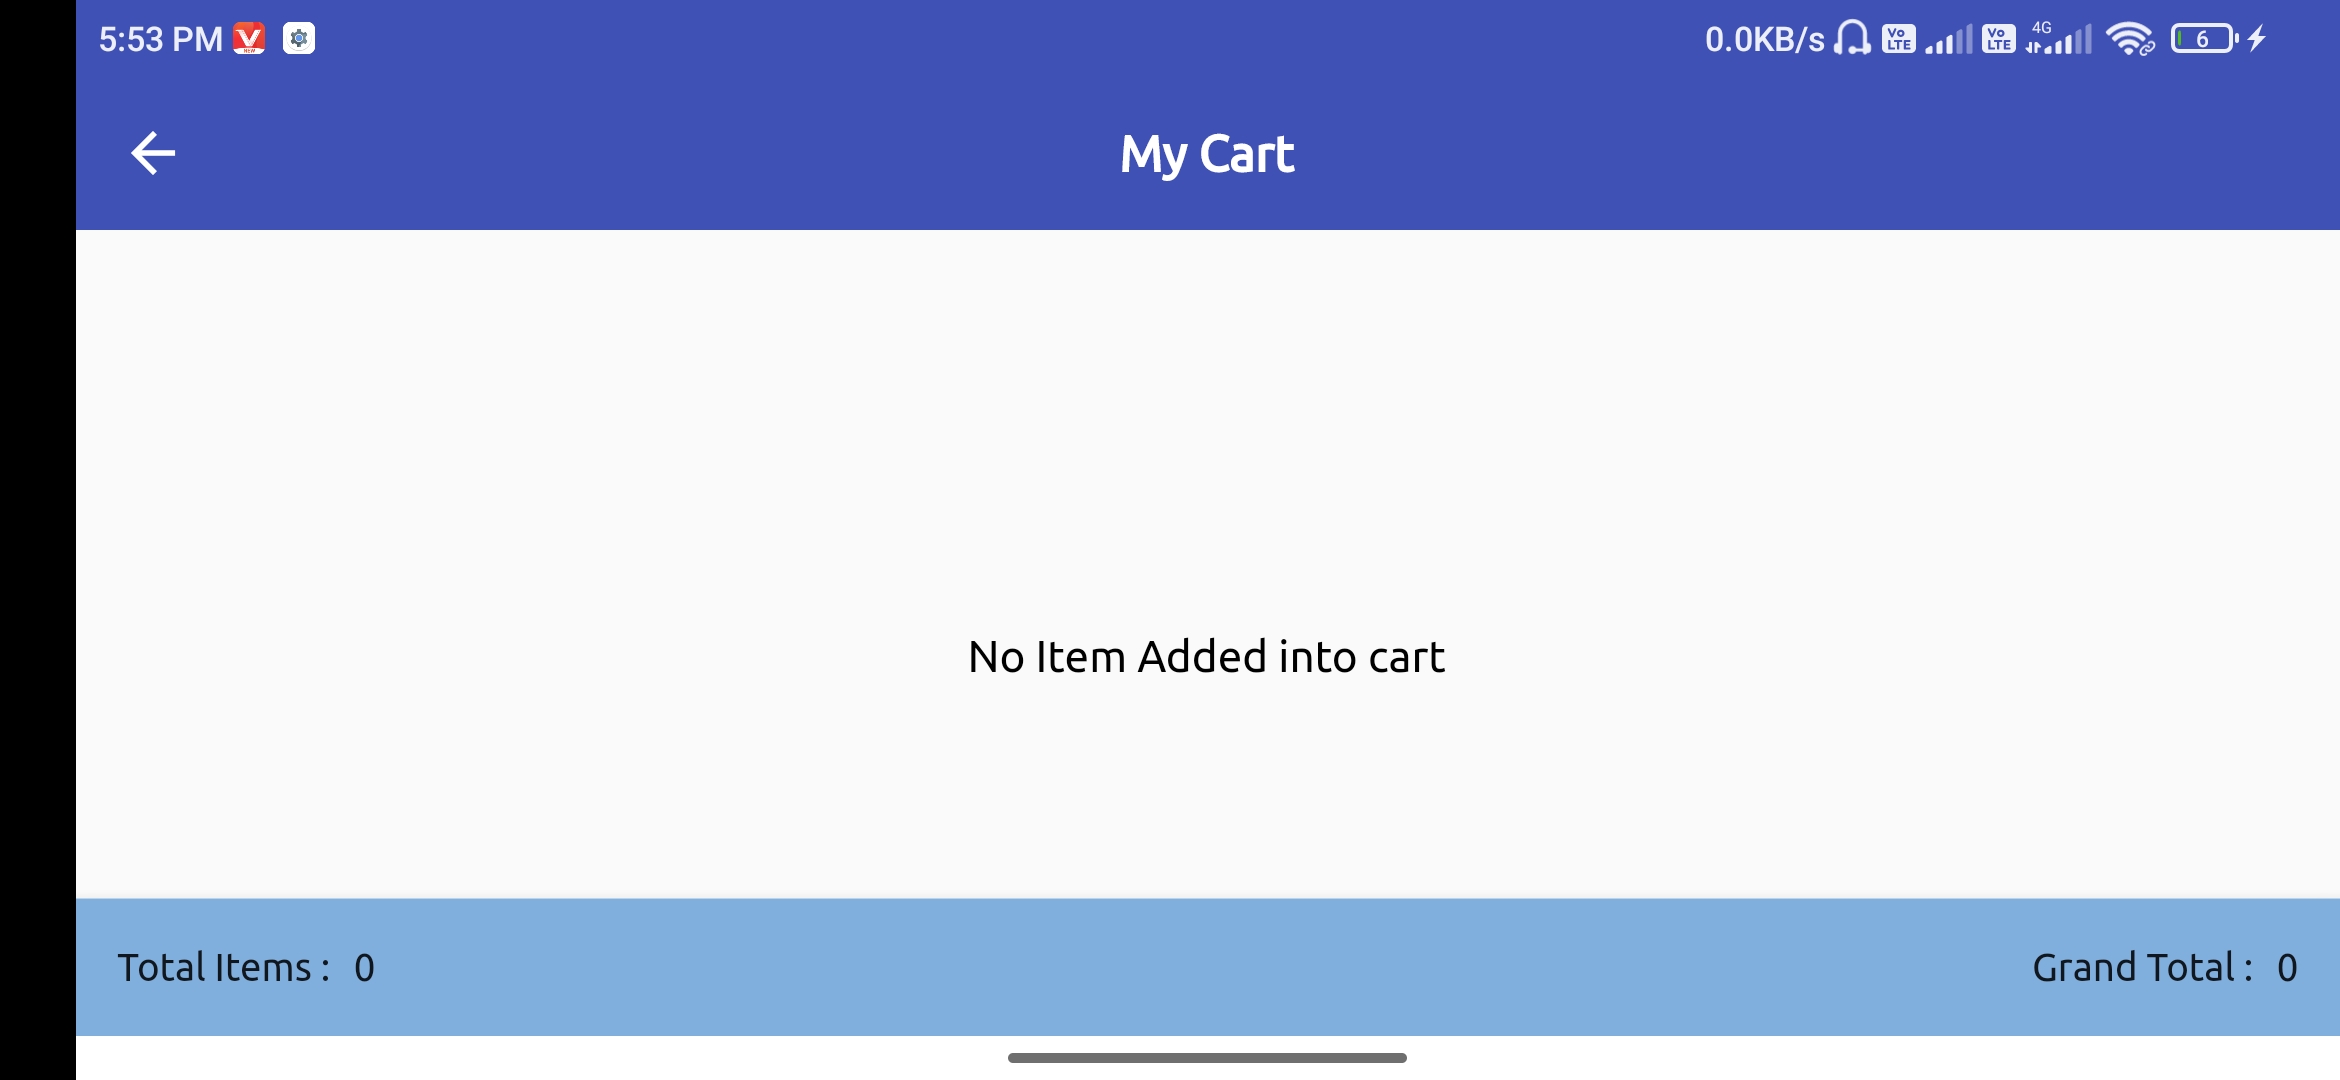 5:53 PM NEW 0.0KB/s Vo LTE Vo LTE 4G 6
My Cart
No Item Added into cart
Total Items : 0 Grand Total : 0